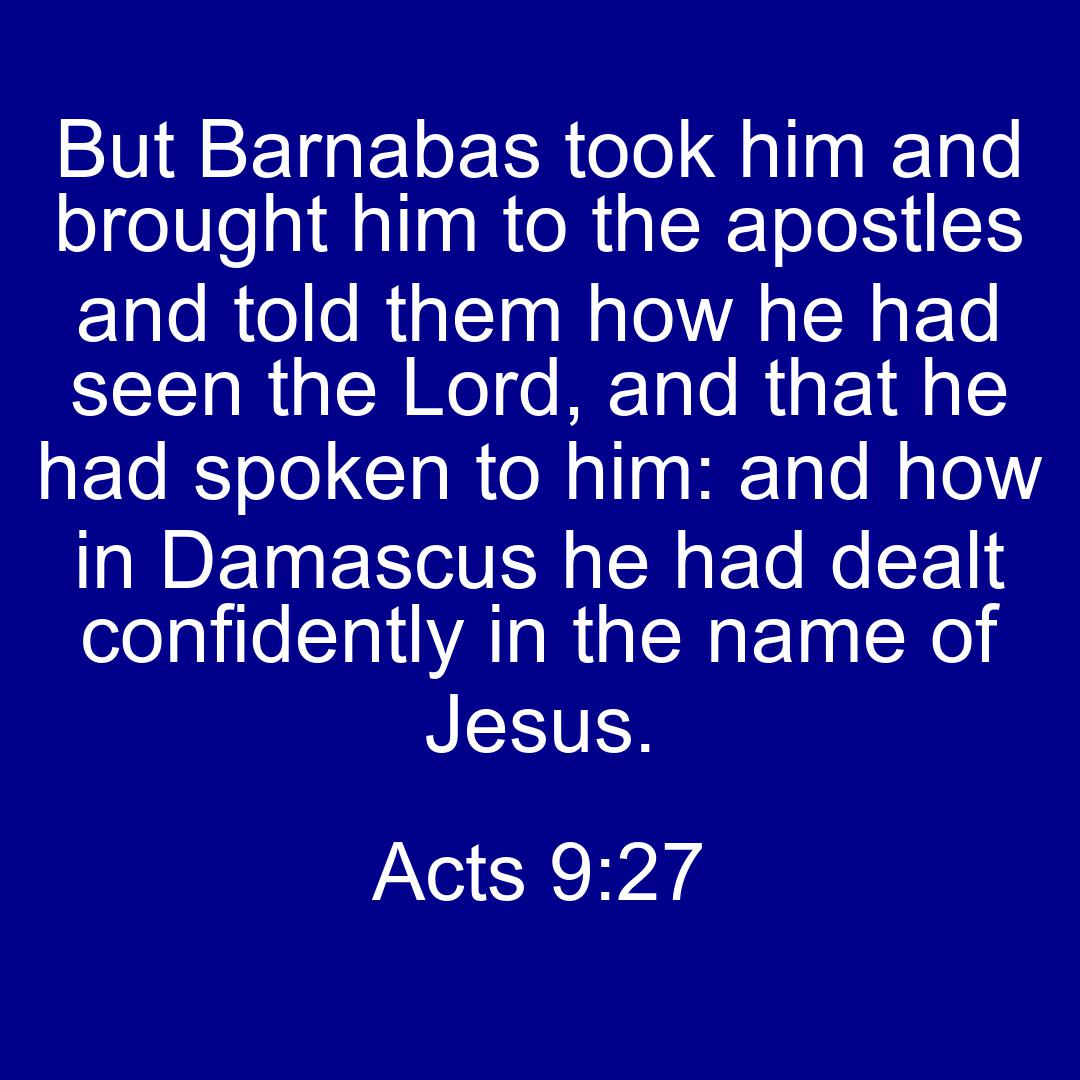 But Barnabas took him and
brought him to the apostles
and told them how he had
seen the Lord, and that he
had spoken to him: and how
in Damascus he had dealt
confidently in the name of
Jesus.
Acts 9:27